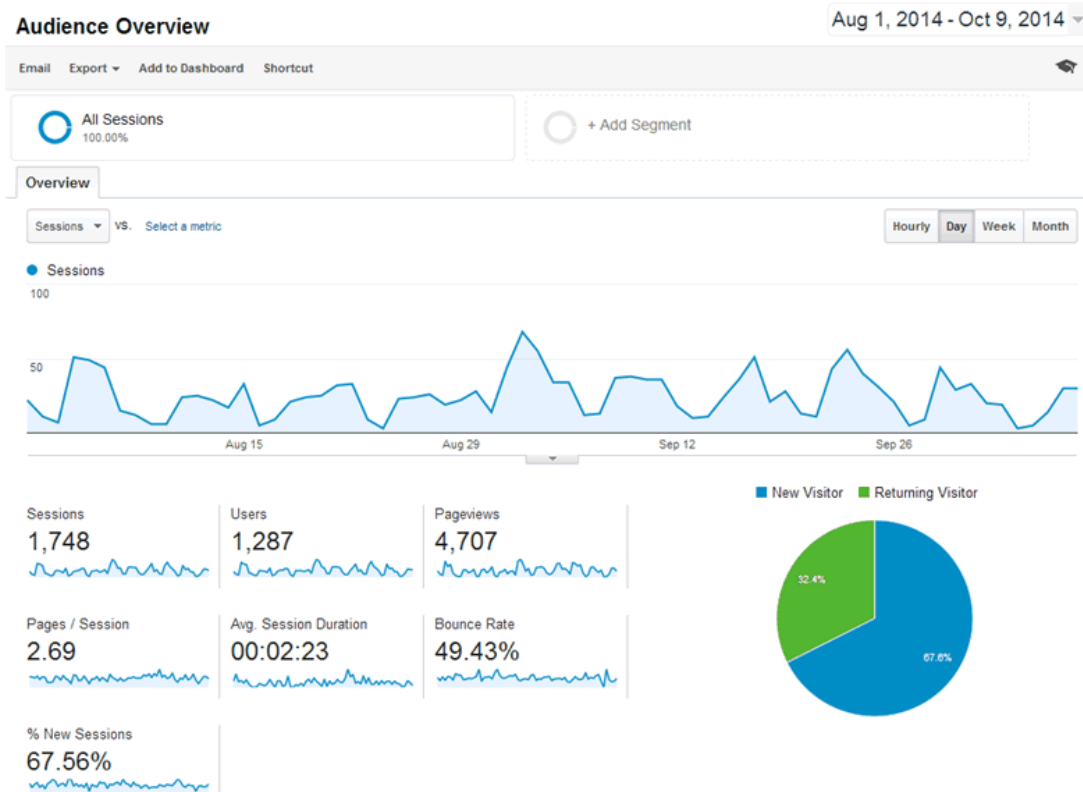 Audience Overview
Aug 1, 2014 - Oct 9, 2014
Email Export Add to Dashboard Shortcut
All Sessions
100.00%
+ Add Segment
Overview
Sessions VS. Select a metric
Hourly Day Week Month
Sessions
100
50
Aug 15 Aug 29 Sep 12 Sep 26
New Visitor Returning Visitor
Sessions
1,748
Users
1,287
Pageviews
4,707
Pages / Session
2.69
Avg. Session Duration
00:02:23
Bounce Rate
49.43%
% New Sessions
67.56%
32.4%
67.6%